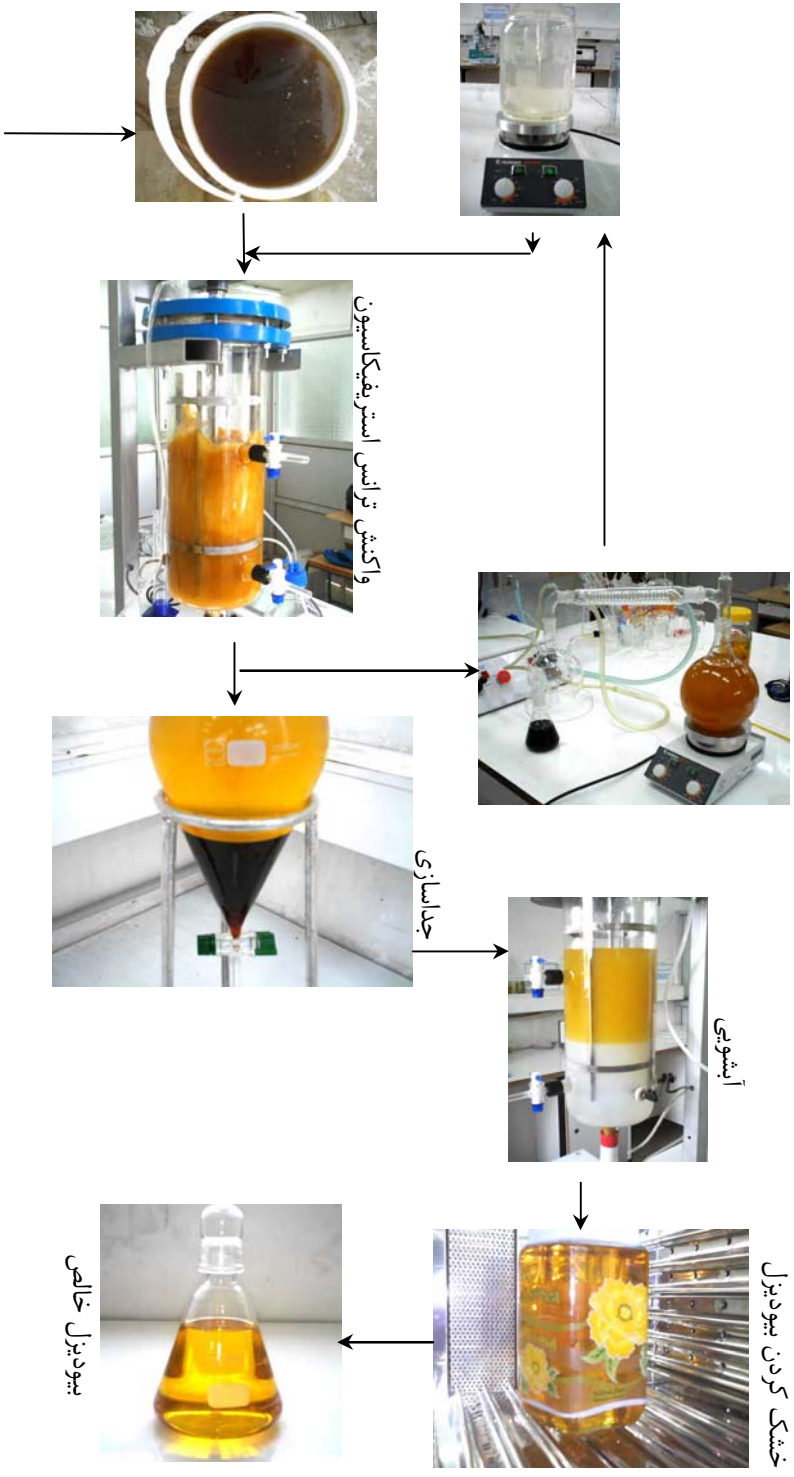 واکنش ترانس استریفیکاسیون
جداسازی
آبشویی
خشک کردن بیودیزل
بیودیزل خالص